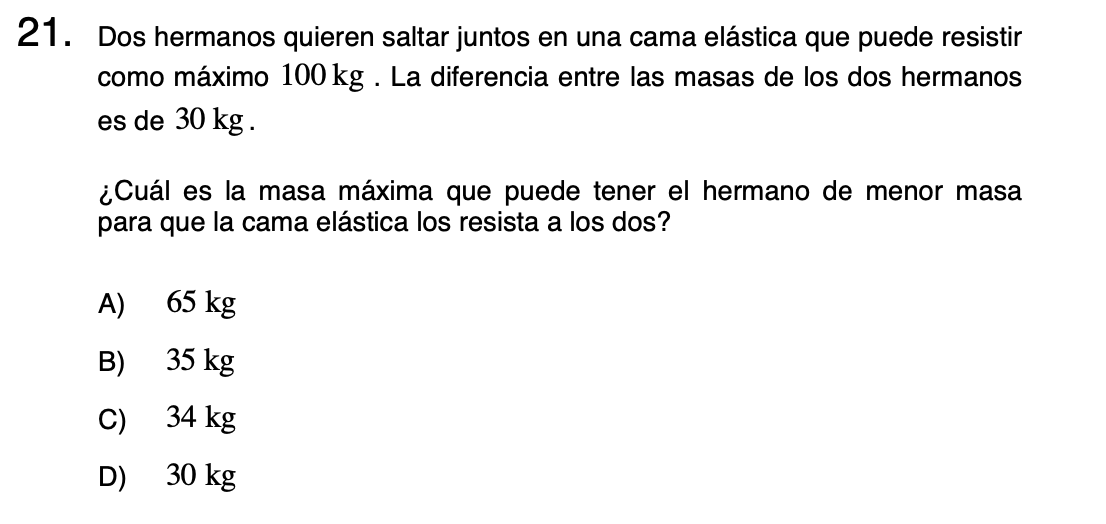 21. Dos hermanos quieren saltar juntos en una cama elástica que puede resistir
como máximo 100 kg . La diferencia entre las masas de los dos hermanos
es de 30 kg .
¿Cuál es la masa máxima que puede tener el hermano de menor masa
para que la cama elástica los resista a los dos?
A) 65 kg
B) 35 kg
C) 34 kg
D) 30 kg